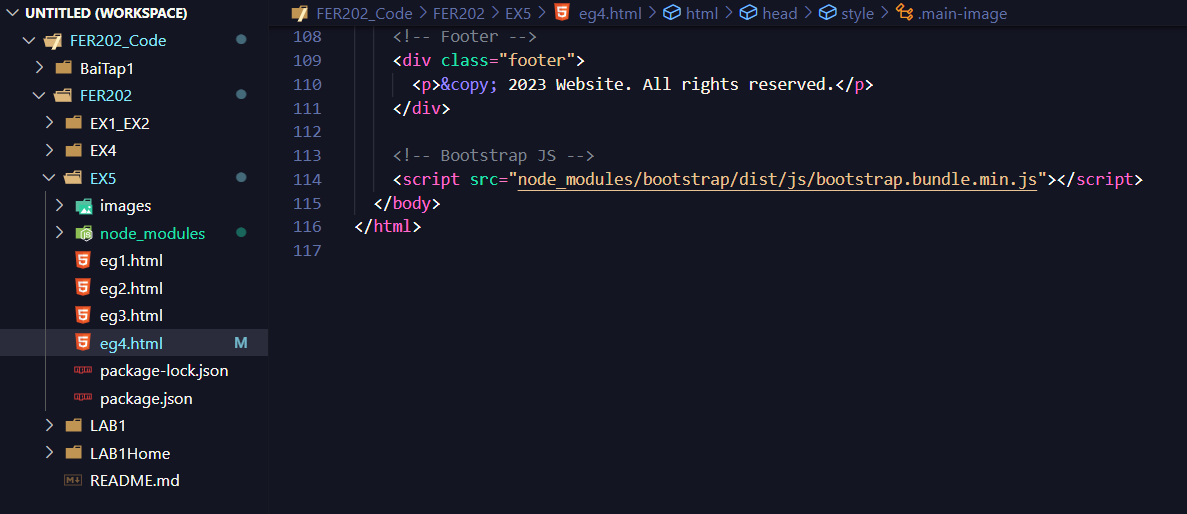 UNTITLED (WORKSPACE)
FER202_Code
BaiTap1
FER202
EX1_EX2
EX4
EX5
images
node_modules
eg1.html
eg2.html
eg3.html
eg4.html M
package-lock.json
package.json
LAB1
LAB1Home
README.md
FER202_Code > FER202 > EX5 > eg4.html > html > head > style > .main-image
108 <!-- Footer -->
109 <div class="footer">
110 <p>&copy; 2023 Website. All rights reserved.</p>
111 </div>
112
113 <!-- Bootstrap JS -->
114 <script src="node_modules/bootstrap/dist/js/bootstrap.bundle.min.js"></script>
115 </body>
116 </html>
117